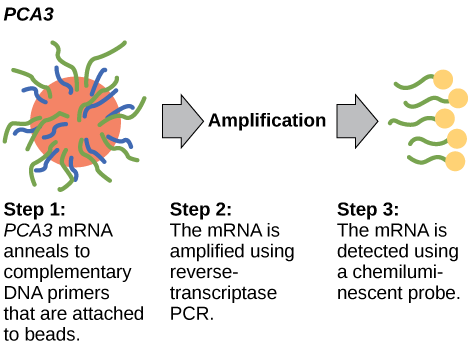 PCA3
Amplification
Step 1:
PCA3 mRNA
anneals to
complementary
DNA primers
that are attached
to beads.
Step 2:
The mRNA is
amplified using
reverse-
transcriptase
PCR.
Step 3:
The mRNA is
detected using
a chemilumi-
nescent probe.